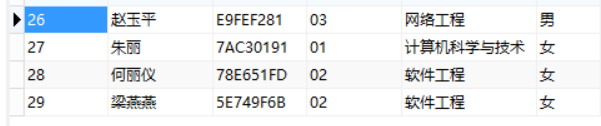 26 赵玉平 E9FEF281 03 网络工程 男
27 朱丽 7AC30191 01 计算机科学与技术 女
28 何丽仪 78E651FD 02 软件工程 女
29 梁燕燕 5E749F6B 02 软件工程 女